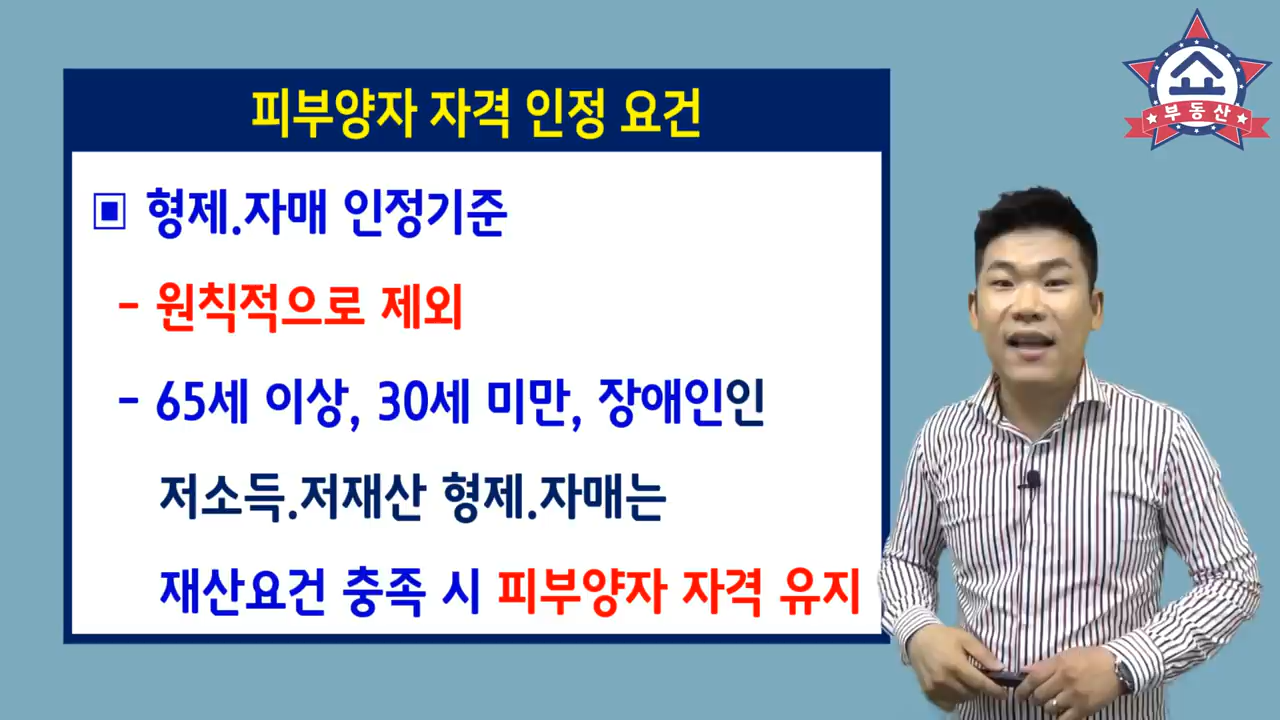 피부양자 자격 인정 요건
▣ 형제.자매 인정기준
- 원칙적으로 제외
- 65세 이상, 30세 미만, 장애인인
저소득.저재산 형제.자매는
재산요건 충족 시 피부양자 자격 유지
쇼
부동산